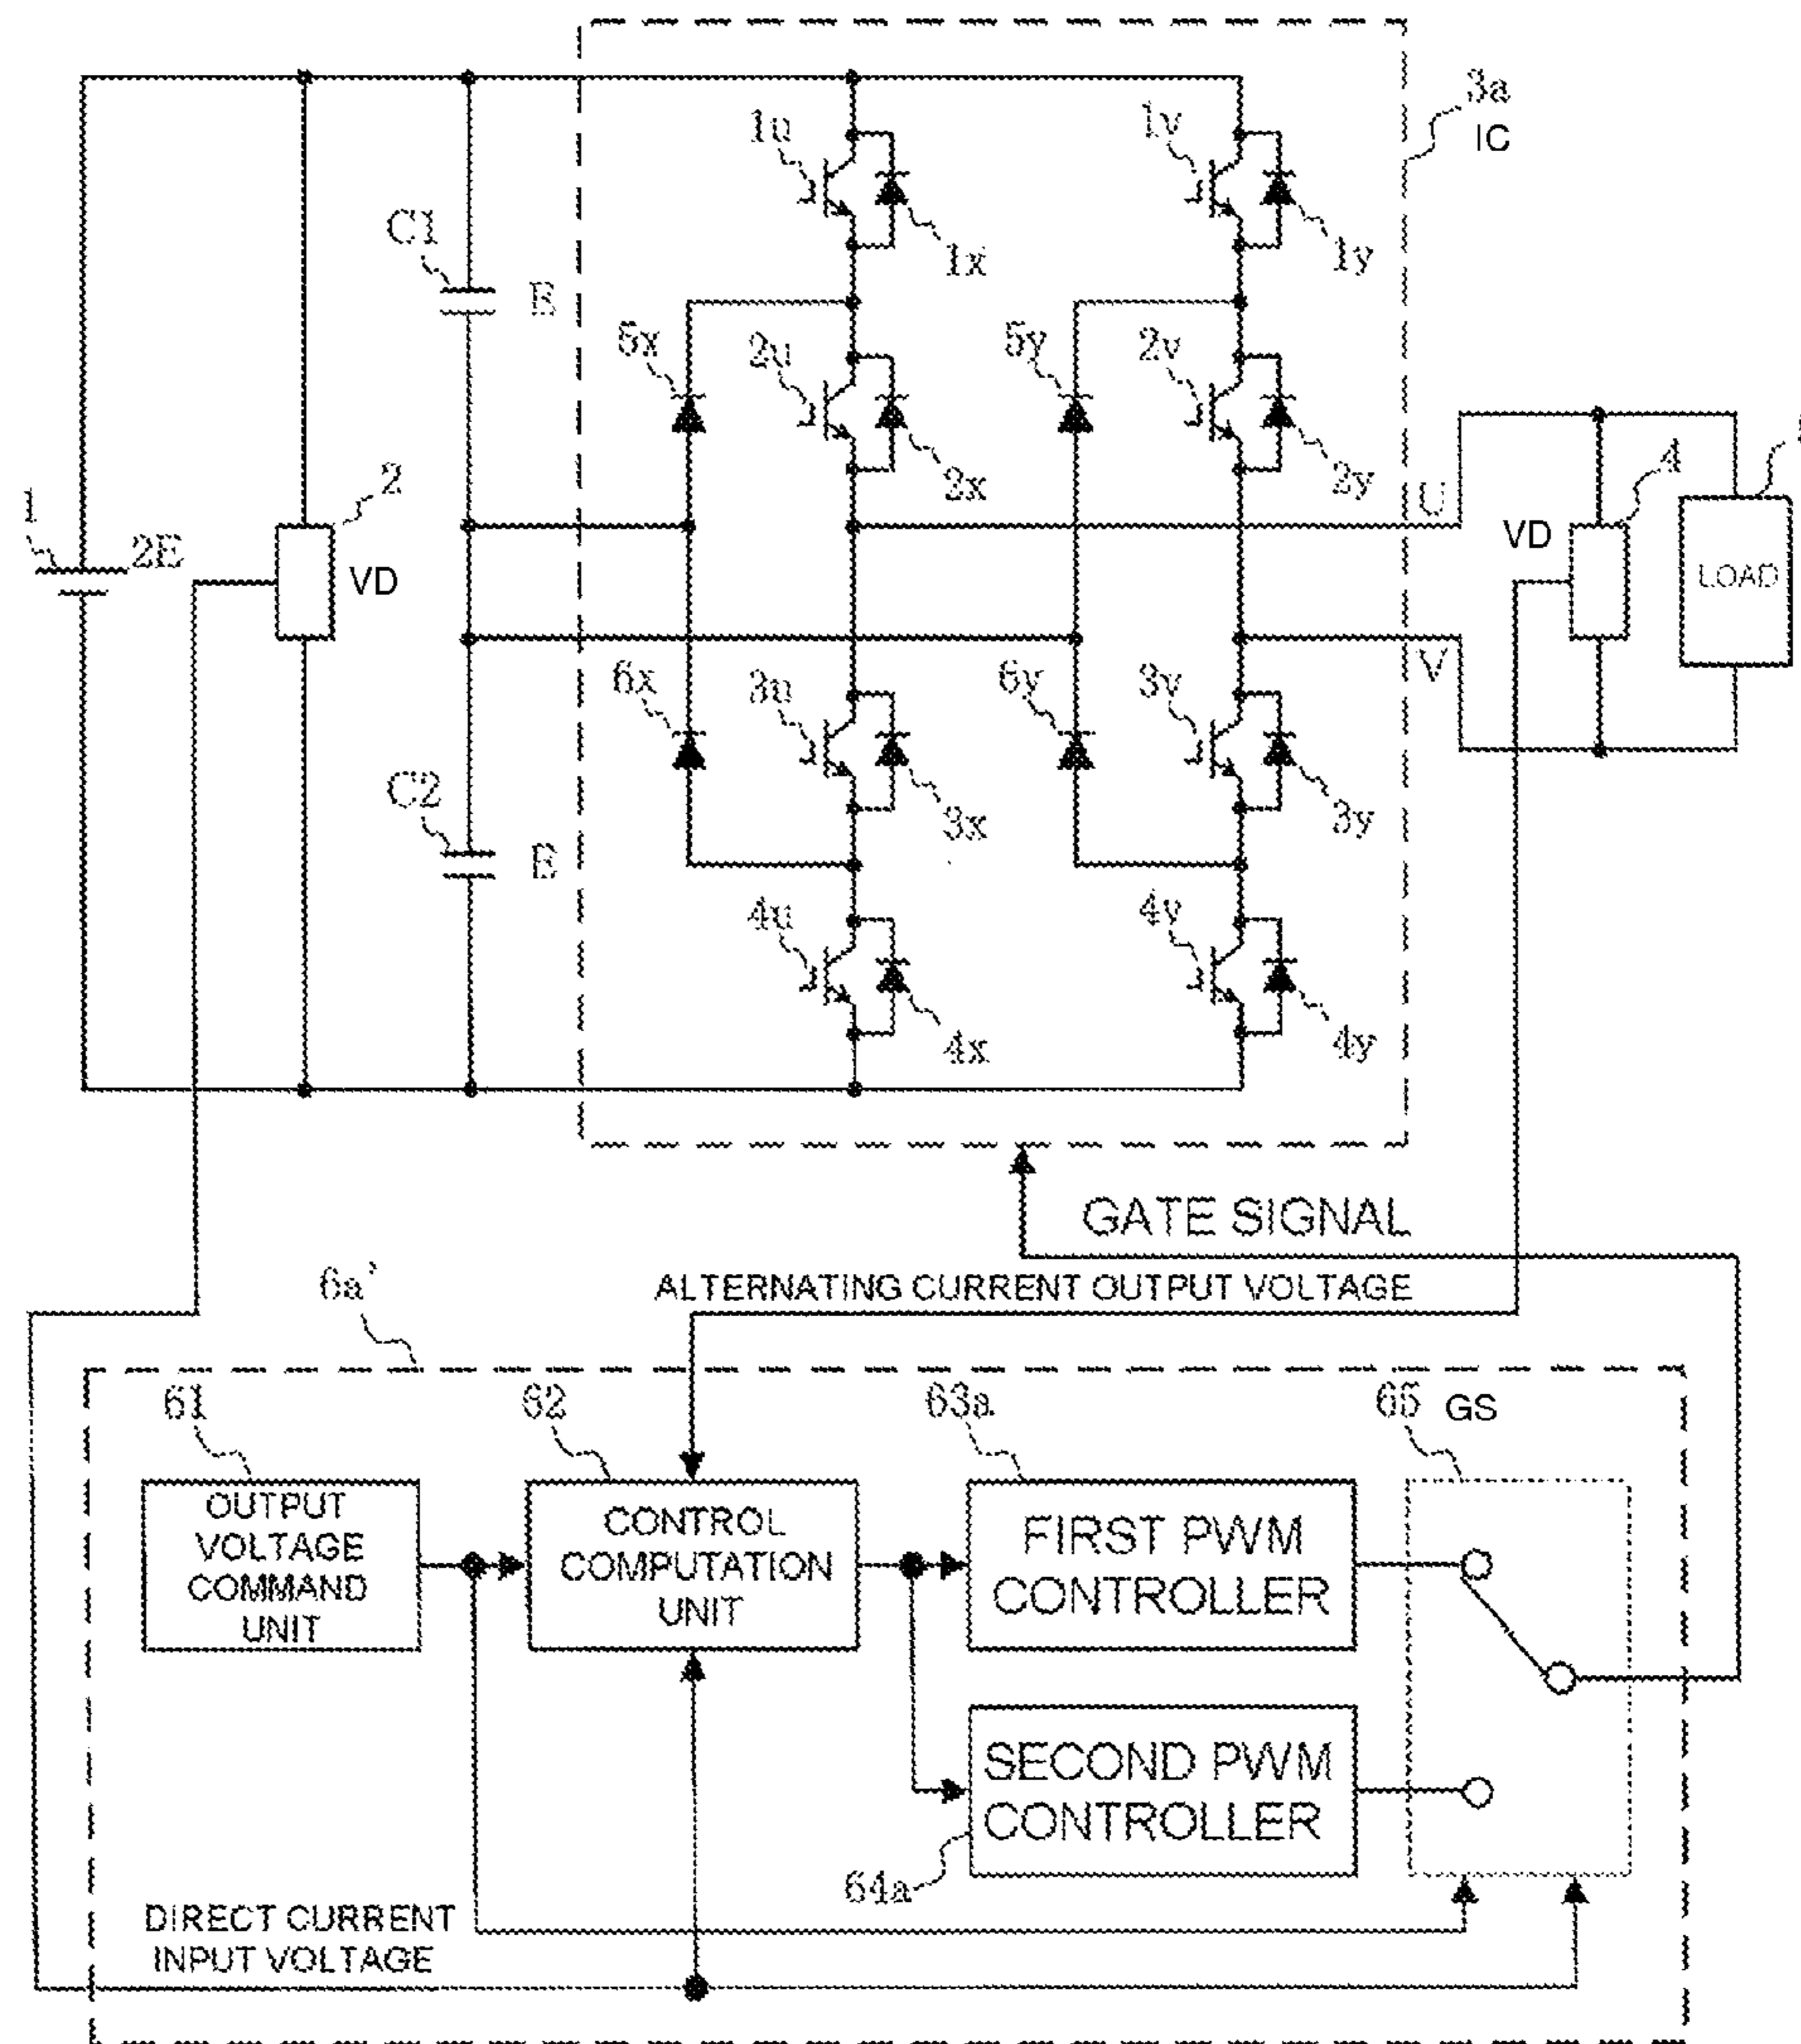 3a
IC
1u
1v
C1
1x
1y
E
5x
2u
5y
2v
2
2x
2y
U
4
1
2E
VD
VD
LOAD
V
6x
3u
6y
3v
C2
3x
3y
E
4u
4v
4x
4y
GATE SIGNAL
6a'
ALTERNATING CURRENT OUTPUT VOLTAGE
61
62
63a
65 GS
OUTPUT
VOLTAGE
COMMAND
UNIT
CONTROL
COMPUTATION
UNIT
FIRST PWM
CONTROLLER
SECOND PWM
CONTROLLER
64a
DIRECT CURRENT
INPUT VOLTAGE